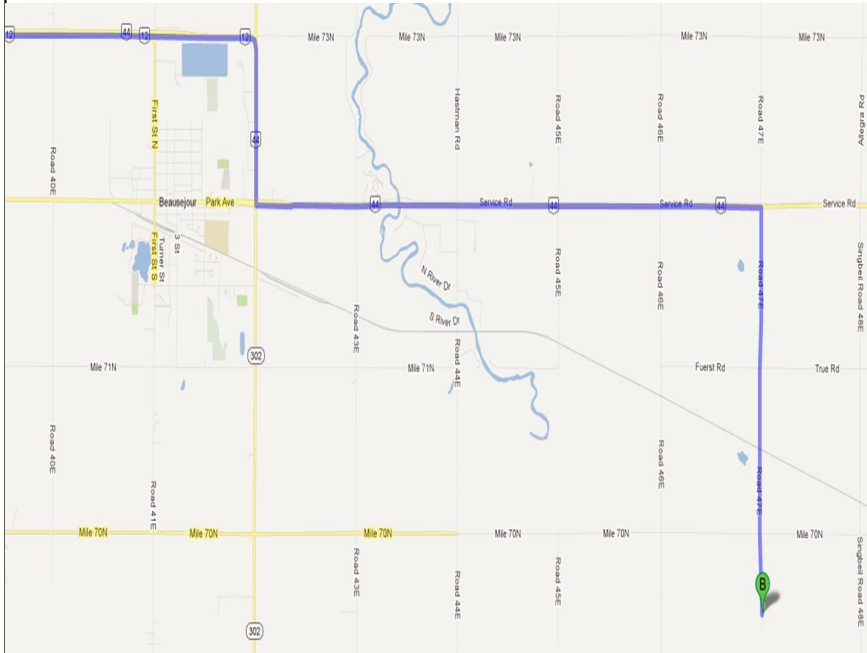 12
44
12
12
Mile 73N
Mile 73N
Mile 73N
Mile 73N
Mile 73N
First St N
44
Hastman Rd
Road 45E
Road 46E
Road 47E
Allegra Rd
Road 40E
Beausejour
Park Ave
44
Service Rd
44
Service Rd
44
Service Rd
First St S
Turner St
3 St
N River Dr
S River Dr
Road 45E
Road 46E
Road 47E
Singbeil Road 48E
302
Road 43E
Road 44E
Mile 71N
Mile 71N
Fuerst Rd
True Rd
Road 40E
Road 41E
Road 46E
Road 47E
Mile 70N
Mile 70N
Mile 70N
Mile 70N
Mile 70N
Mile 70N
Road 43E
Road 44E
Road 45E
Singbeil Road 48E
B
302